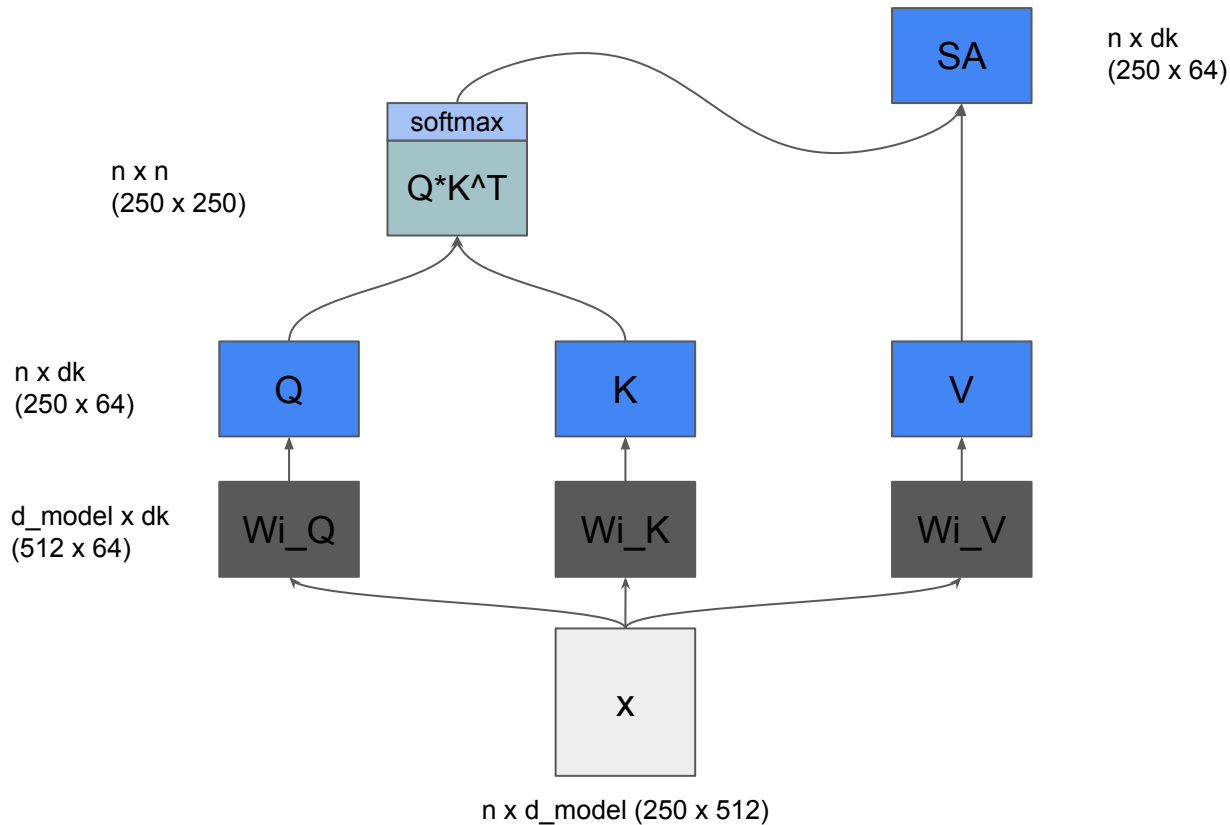 SA
n x dk
(250 x 64)
softmax
Q*K^T
n x n
(250 x 250)
n x dk
(250 x 64)
Q
K
V
d_model x dk
(512 x 64)
Wi_Q
Wi_K
Wi_V
x
n x d_model (250 x 512)